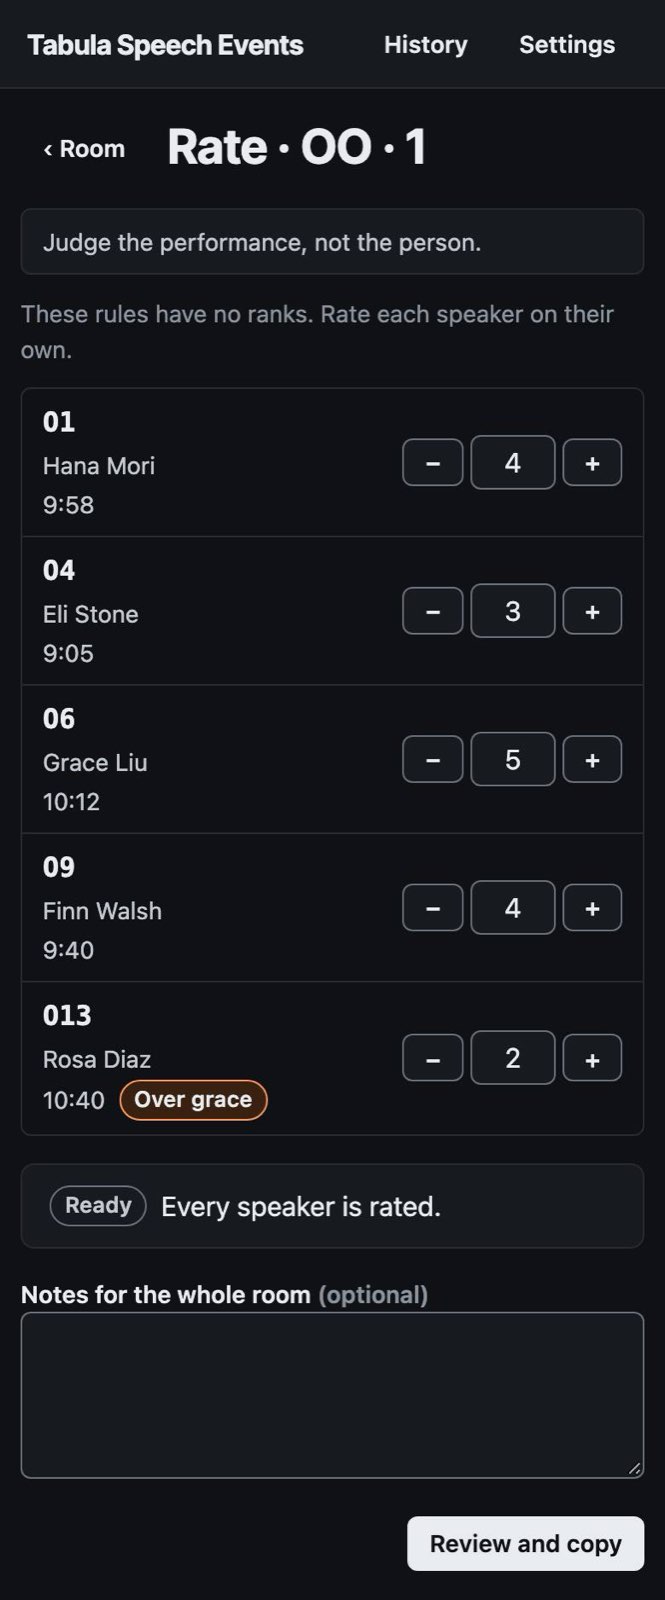 Tabula Speech Events
History
Settings
‹ Room
Rate · OO · 1
Judge the performance, not the person.
These rules have no ranks. Rate each speaker on their
own.
01
Hana Mori
9:58
− 4 +
04
Eli Stone
9:05
− 3 +
06
Grace Liu
10:12
− 5 +
09
Finn Walsh
9:40
− 4 +
013
Rosa Diaz
10:40 Over grace
− 2 +
Ready Every speaker is rated.
Notes for the whole room (optional)
Review and copy